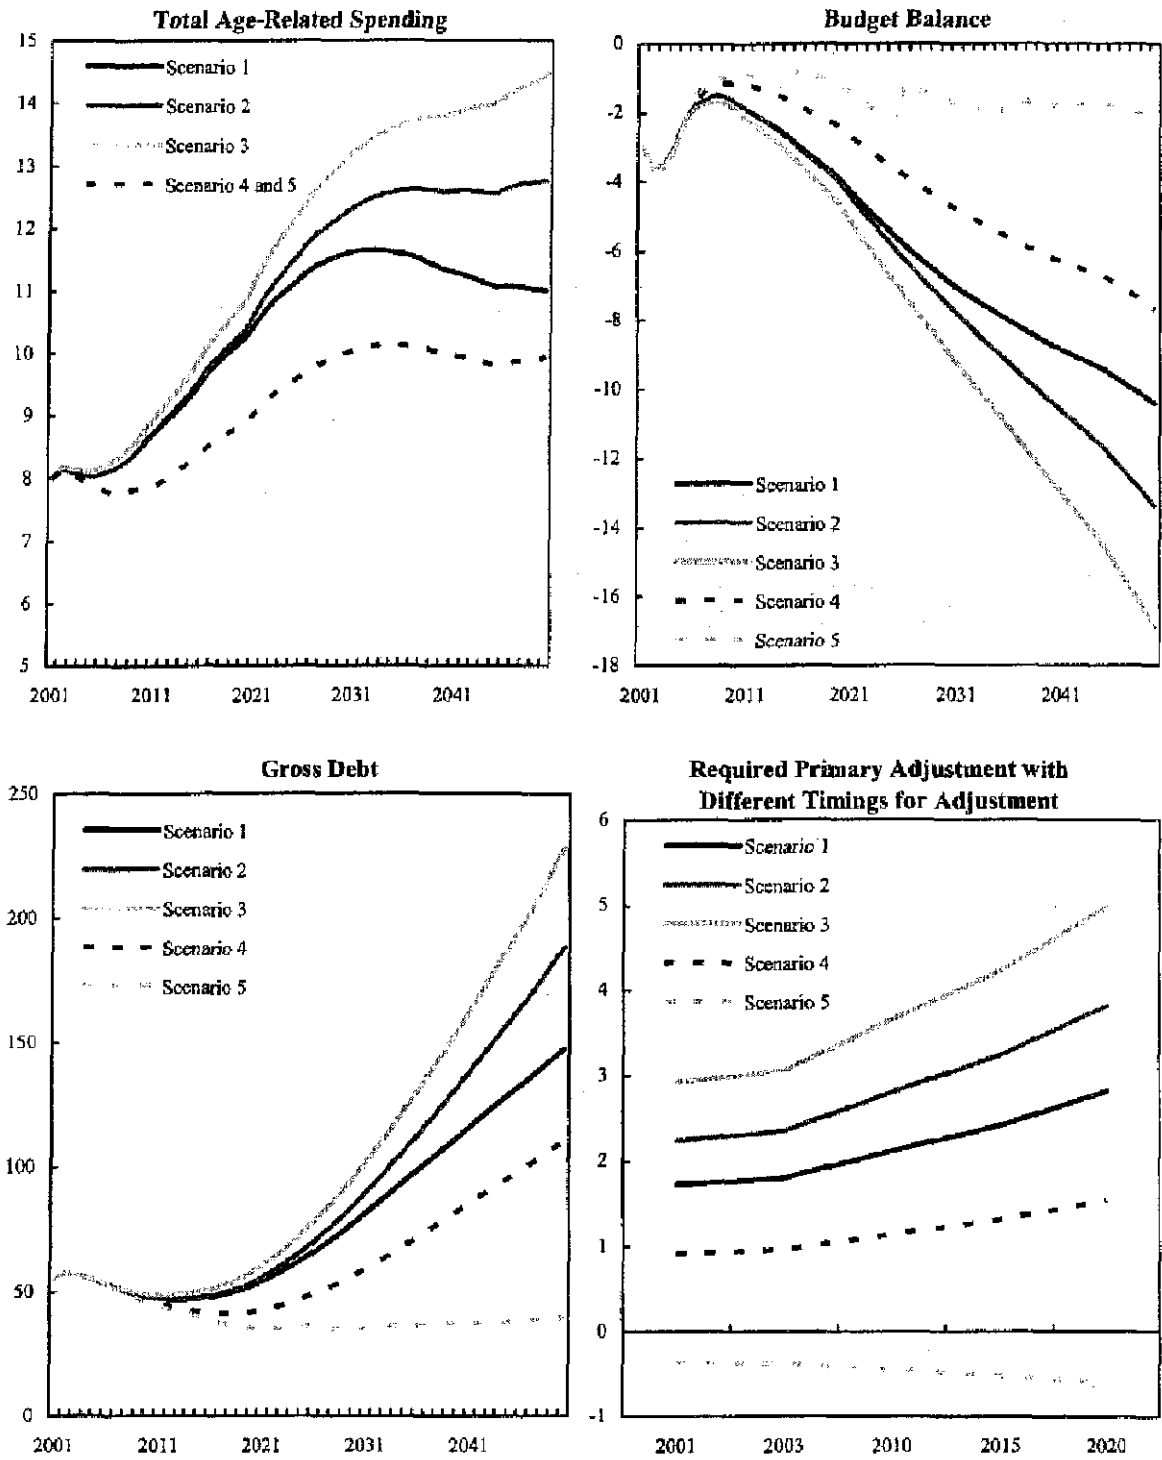 Total Age-Related Spending
15
14
13
12
11
10
9
8
7
6
5
Scenario 1
Scenario 2
Scenario 3
Scenario 4 and 5
2001 2011 2021 2031 2041
Budget Balance
0
-2
-4
-6
-8
-10
-12
-14
-16
-18
Scenario 1
Scenario 2
Scenario 3
Scenario 4
Scenario 5
2001 2011 2021 2031 2041
Gross Debt
250
200
150
100
50
0
Scenario 1
Scenario 2
Scenario 3
Scenario 4
Scenario 5
2001 2011 2021 2031 2041
Required Primary Adjustment with
Different Timings for Adjustment
6
5
4
3
2
1
0
-1
Scenario 1
Scenario 2
Scenario 3
Scenario 4
Scenario 5
2001 2003 2010 2015 2020